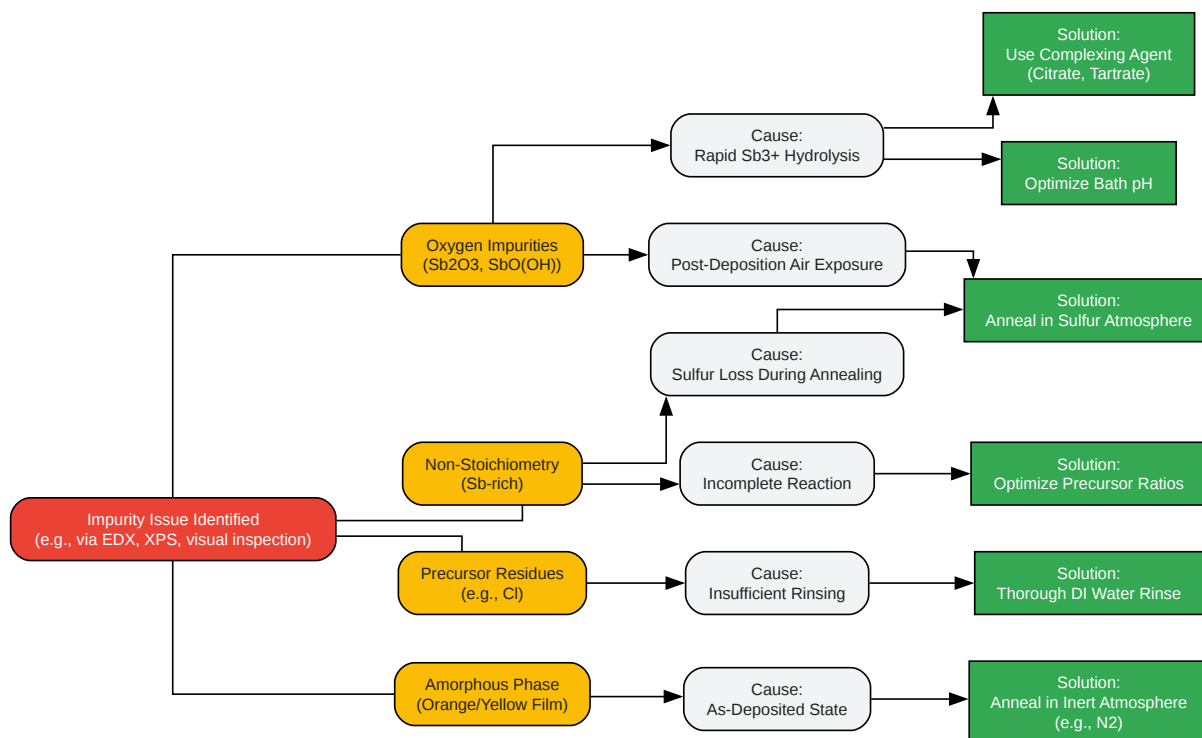 Solution:
Use Complexing Agent
(Citrate, Tartrate)
Cause:
Rapid Sb3+ Hydrolysis
Solution:
Optimize Bath pH
Oxygen Impurities
(Sb2O3, SbO(OH))
Cause:
Post-Deposition Air Exposure
Solution:
Anneal in Sulfur Atmosphere
Cause:
Sulfur Loss During Annealing
Non-Stoichiometry
(Sb-rich)
Cause:
Incomplete Reaction
Solution:
Optimize Precursor Ratios
Impurity Issue Identified
(e.g., via EDX, XPS, visual inspection)
Precursor Residues
(e.g., Cl)
Cause:
Insufficient Rinsing
Solution:
Thorough DI Water Rinse
Amorphous Phase
(Orange/Yellow Film)
Cause:
As-Deposited State
Solution:
Anneal in Inert Atmosphere
(e.g., N2)